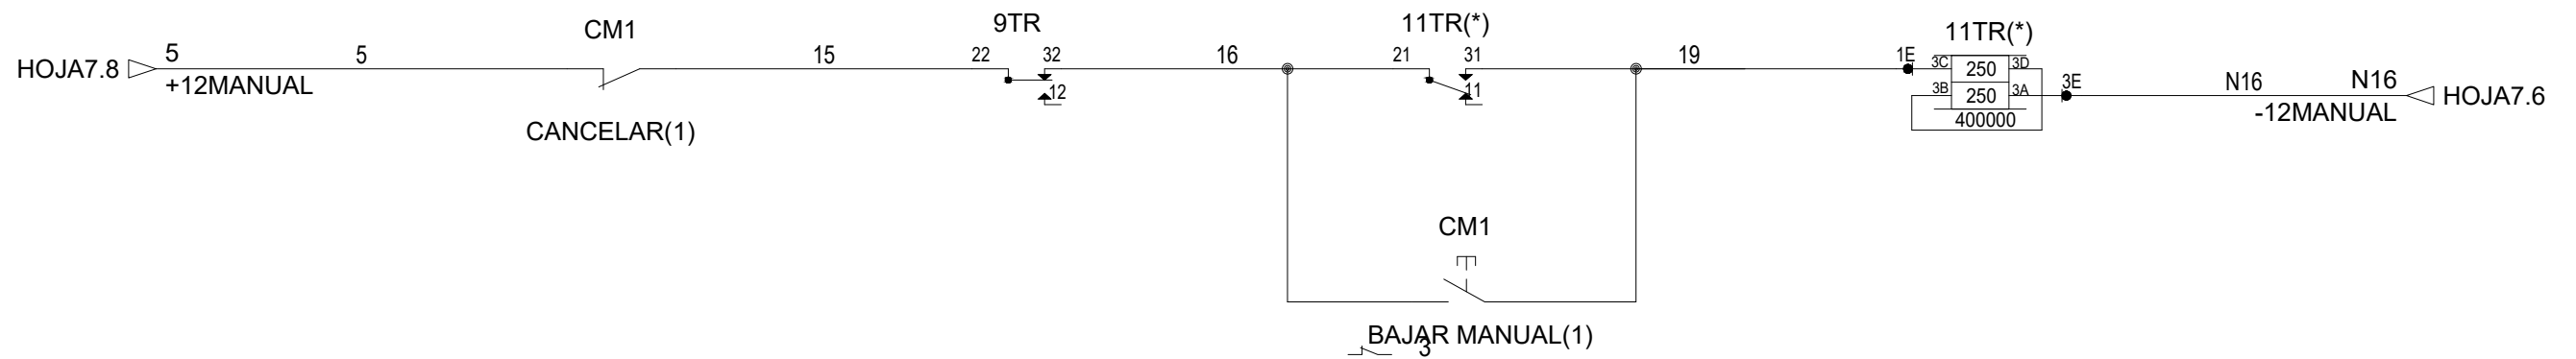 CM1
9TR
11TR(*)
11TR(*)
HOJA7.8
5
5
15
22
32
16
21
31
19
1E
3C
250
3D
+12MANUAL
12
11
3B
250
3A
3E
N16
N16
HOJA7.6
400000
-12MANUAL
CANCELAR(1)
CM1
BAJAR MANUAL(1)
3